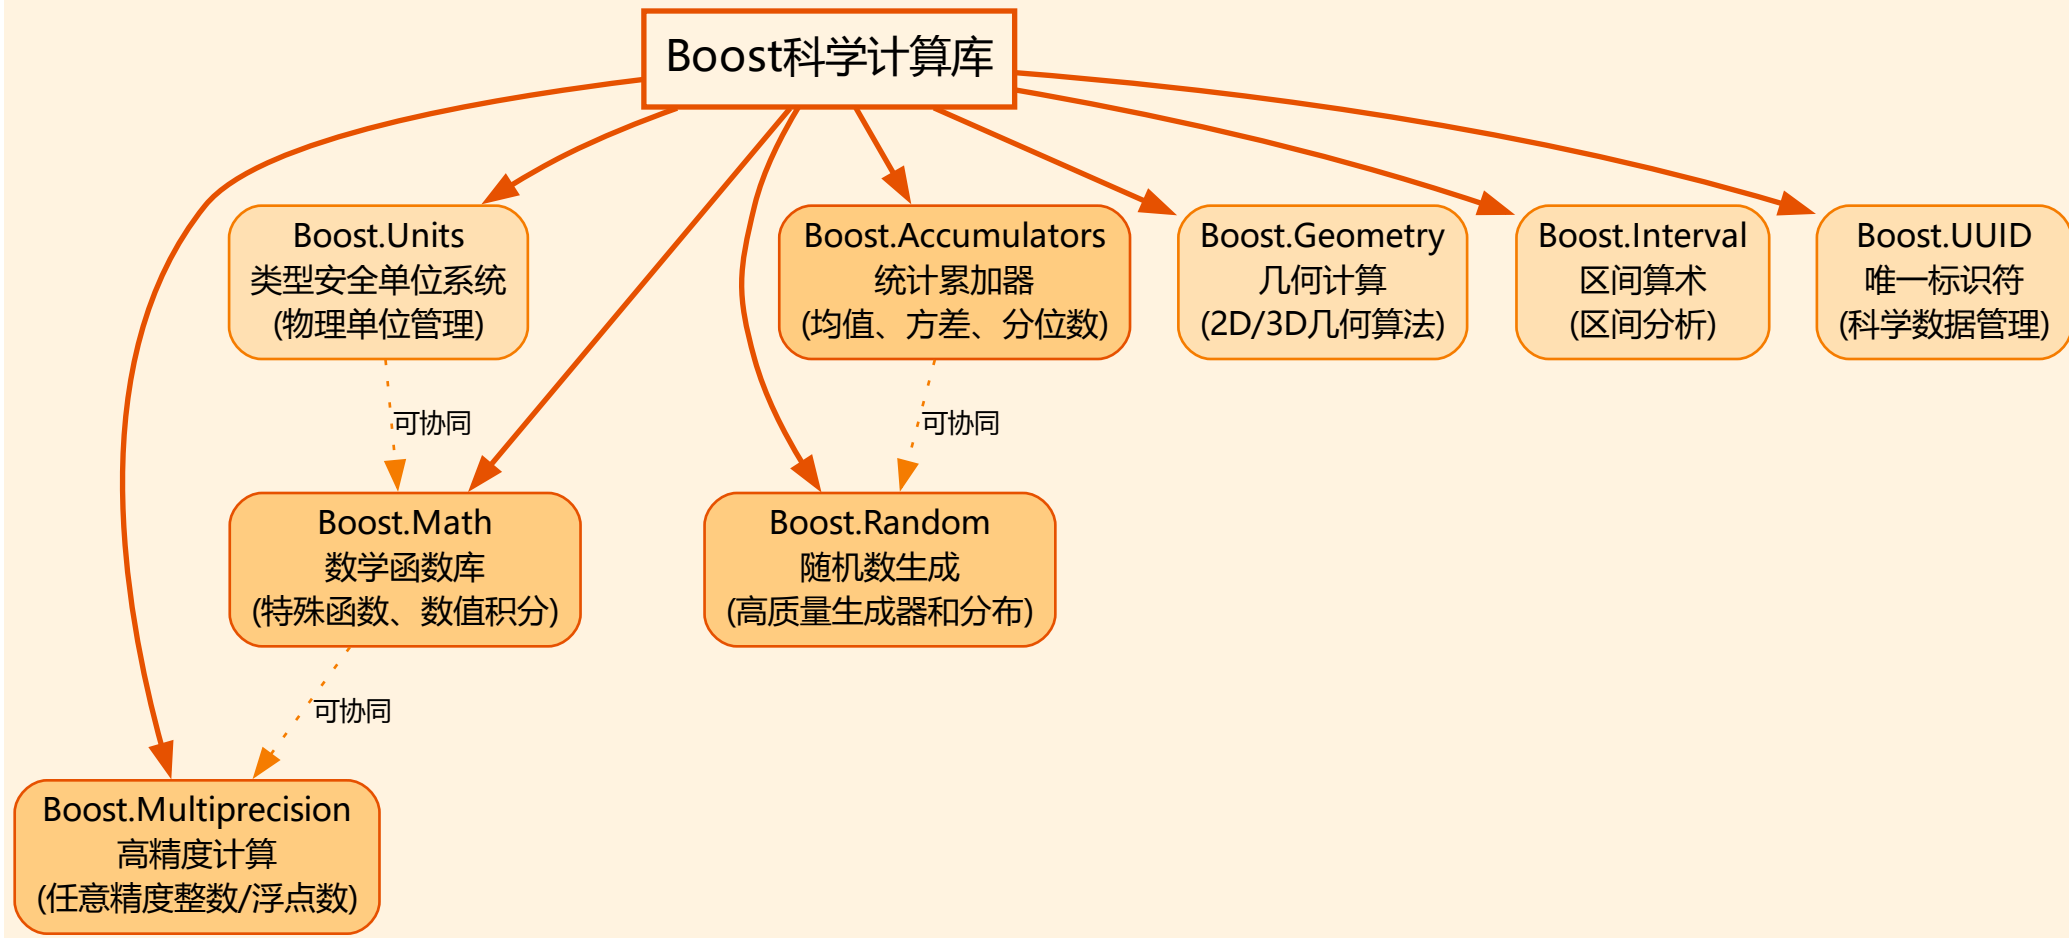 Boost科学计算库
Boost.Units
类型安全单位系统
(物理单位管理)
Boost.Accumulators
统计累加器
(均值、方差、分位数)
Boost.Geometry
几何计算
(2D/3D几何算法)
Boost.Interval
区间算术
(区间分析)
Boost.UUID
唯一标识符
(科学数据管理)
可协同
可协同
Boost.Math
数学函数库
(特殊函数、数值积分)
Boost.Random
随机数生成
(高质量生成器和分布)
可协同
Boost.Multiprecision
高精度计算
(任意精度整数/浮点数)